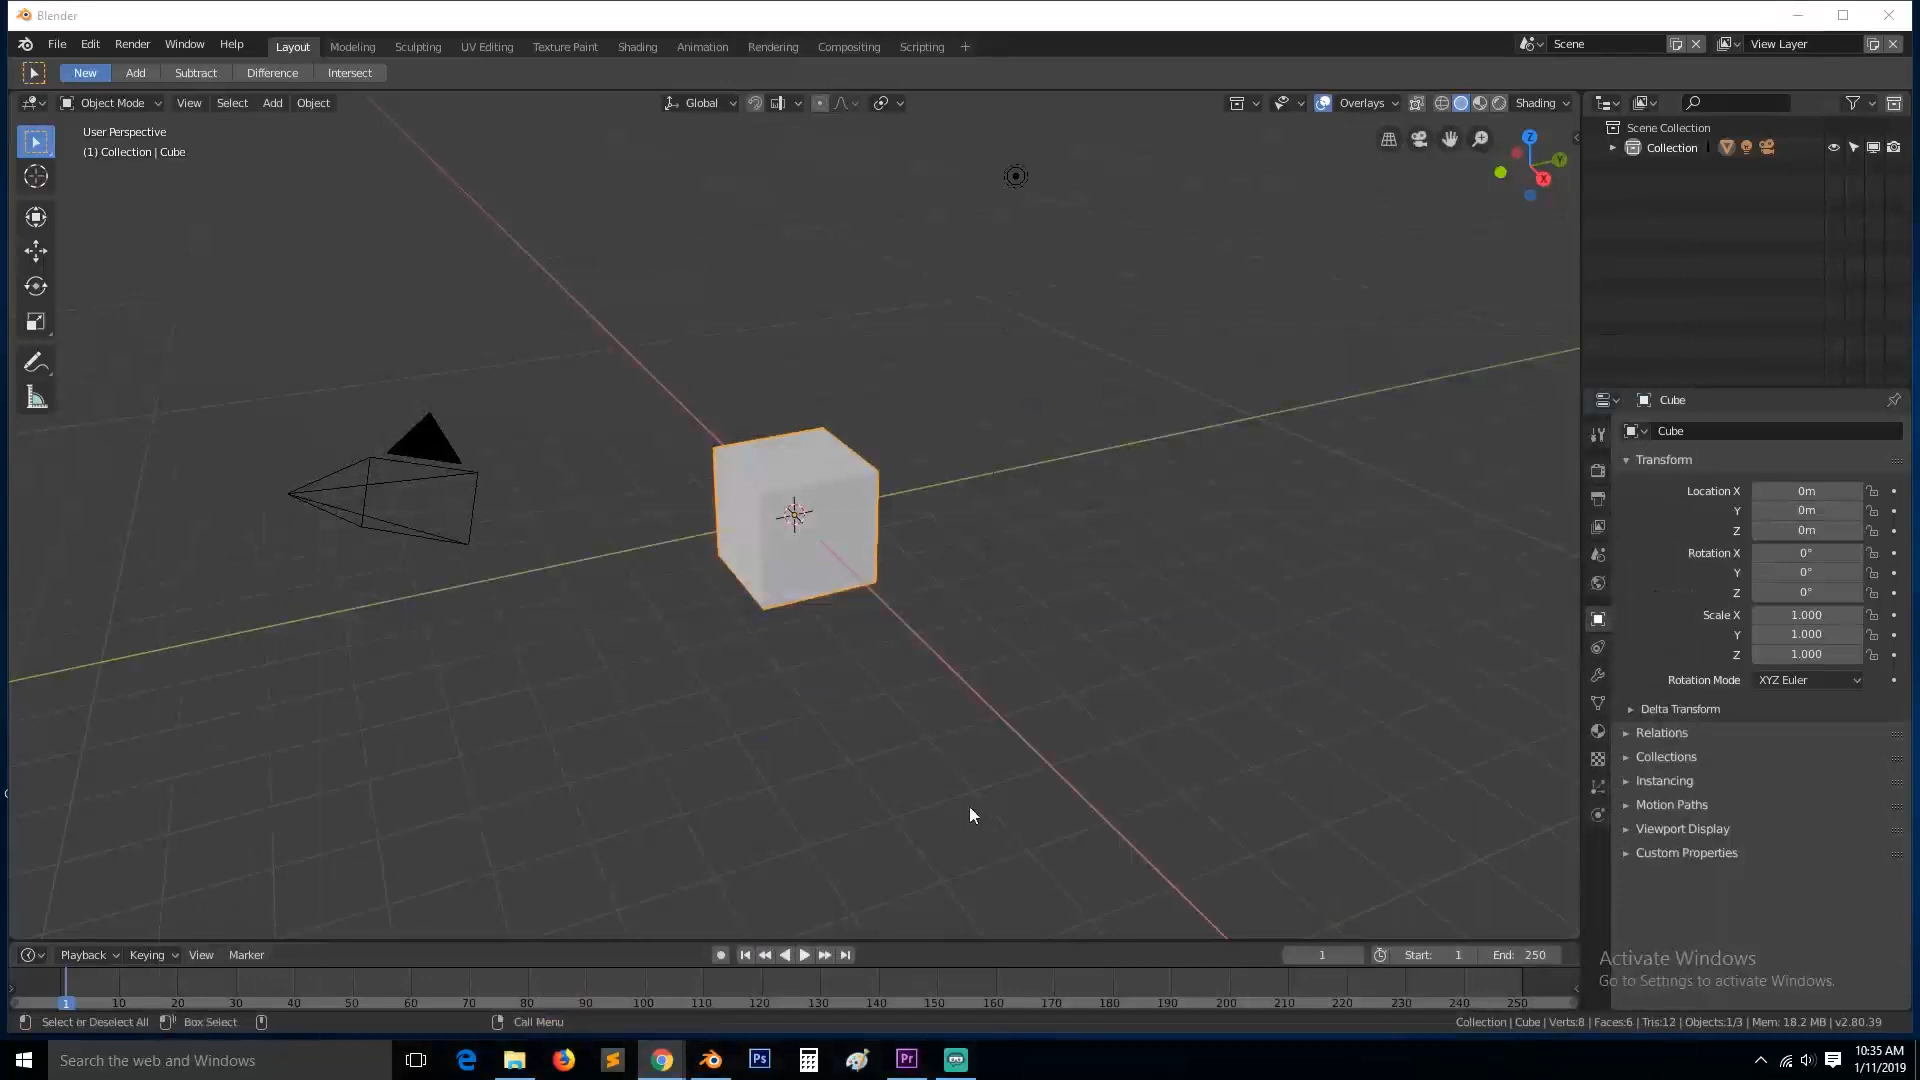 Blender
File Edit Render Window Help Layout Modeling Sculpting UV Editing Texture Paint Shading Animation Rendering Compositing Scripting + Scene View Layer
New Add Subtract Difference Intersect
Object Mode View Select Add Object Global Overlays Shading
User Perspective
(1) Collection | Cube
Z
Y
X
Scene Collection
Collection
Cube
Cube
Transform
Location X 0m
Y 0m
Z 0m
Rotation X 0°
Y 0°
Z 0°
Scale X 1.000
Y 1.000
Z 1.000
Rotation Mode XYZ Euler
Delta Transform
Relations
Collections
Instancing
Motion Paths
Viewport Display
Custom Properties
Playback Keying View Marker 1 Start: 1 End: 250
1 10 20 30 40 50 60 70 80 90 100 110 120 130 140 150 160 170 180 190 200 210 220 230 240 250
Activate Windows
Go to Settings to activate Windows.
Select or Deselect All Box Select Call Menu Collection | Cube | Verts:8 | Faces:6 | Tris:12 | Objects:1/3 | Mem: 18.2 MB | v2.80.39
Search the web and Windows Ps Pr
10:35 AM
1/11/2019